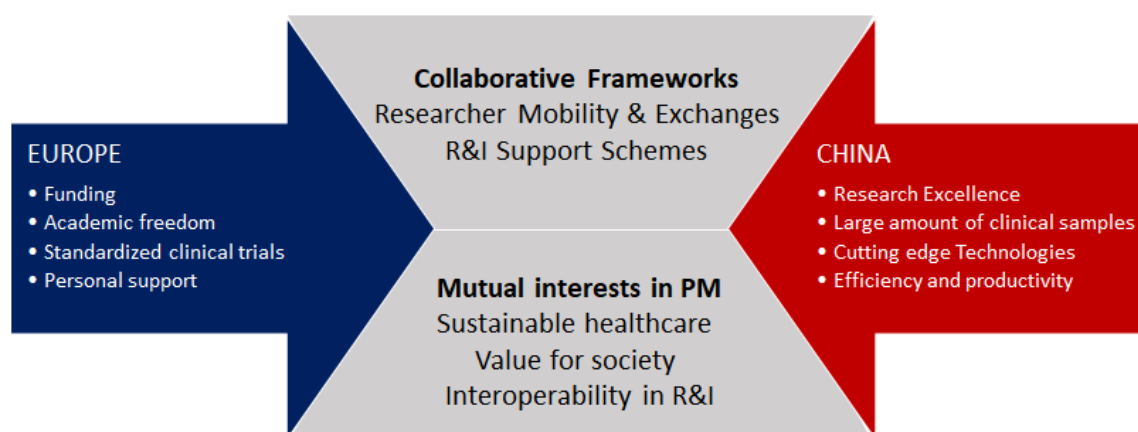 Collaborative Frameworks
Researcher Mobility & Exchanges
R&I Support Schemes
EUROPE
• Funding
• Academic freedom
• Standardized clinical trials
• Personal support
CHINA
• Research Excellence
• Large amount of clinical samples
• Cutting edge Technologies
• Efficiency and productivity
Mutual interests in PM
Sustainable healthcare
Value for society
Interoperability in R&I